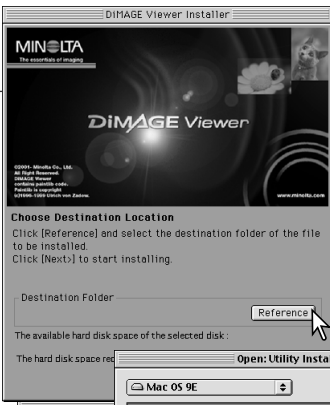 DiMAGE Viewer Installer
MINOLTA
The essentials of imaging
DiMAGE Viewer
©2001- Minolta Co., Ltd.
All Right Reserved.
DiMAGE Viewer
contains paintlib code.
Paintlib is copyright
(c)1996-1998 Ulrich von Zadow.
www.minolta.com
Choose Destination Location
Click [Reference] and select the destination folder of the file
to be installed.
Click [Next>] to start installing.
Destination Folder
Reference
The available hard disk space of the selected disk :
The hard disk space req
Open: Utility Insta
Mac OS 9E